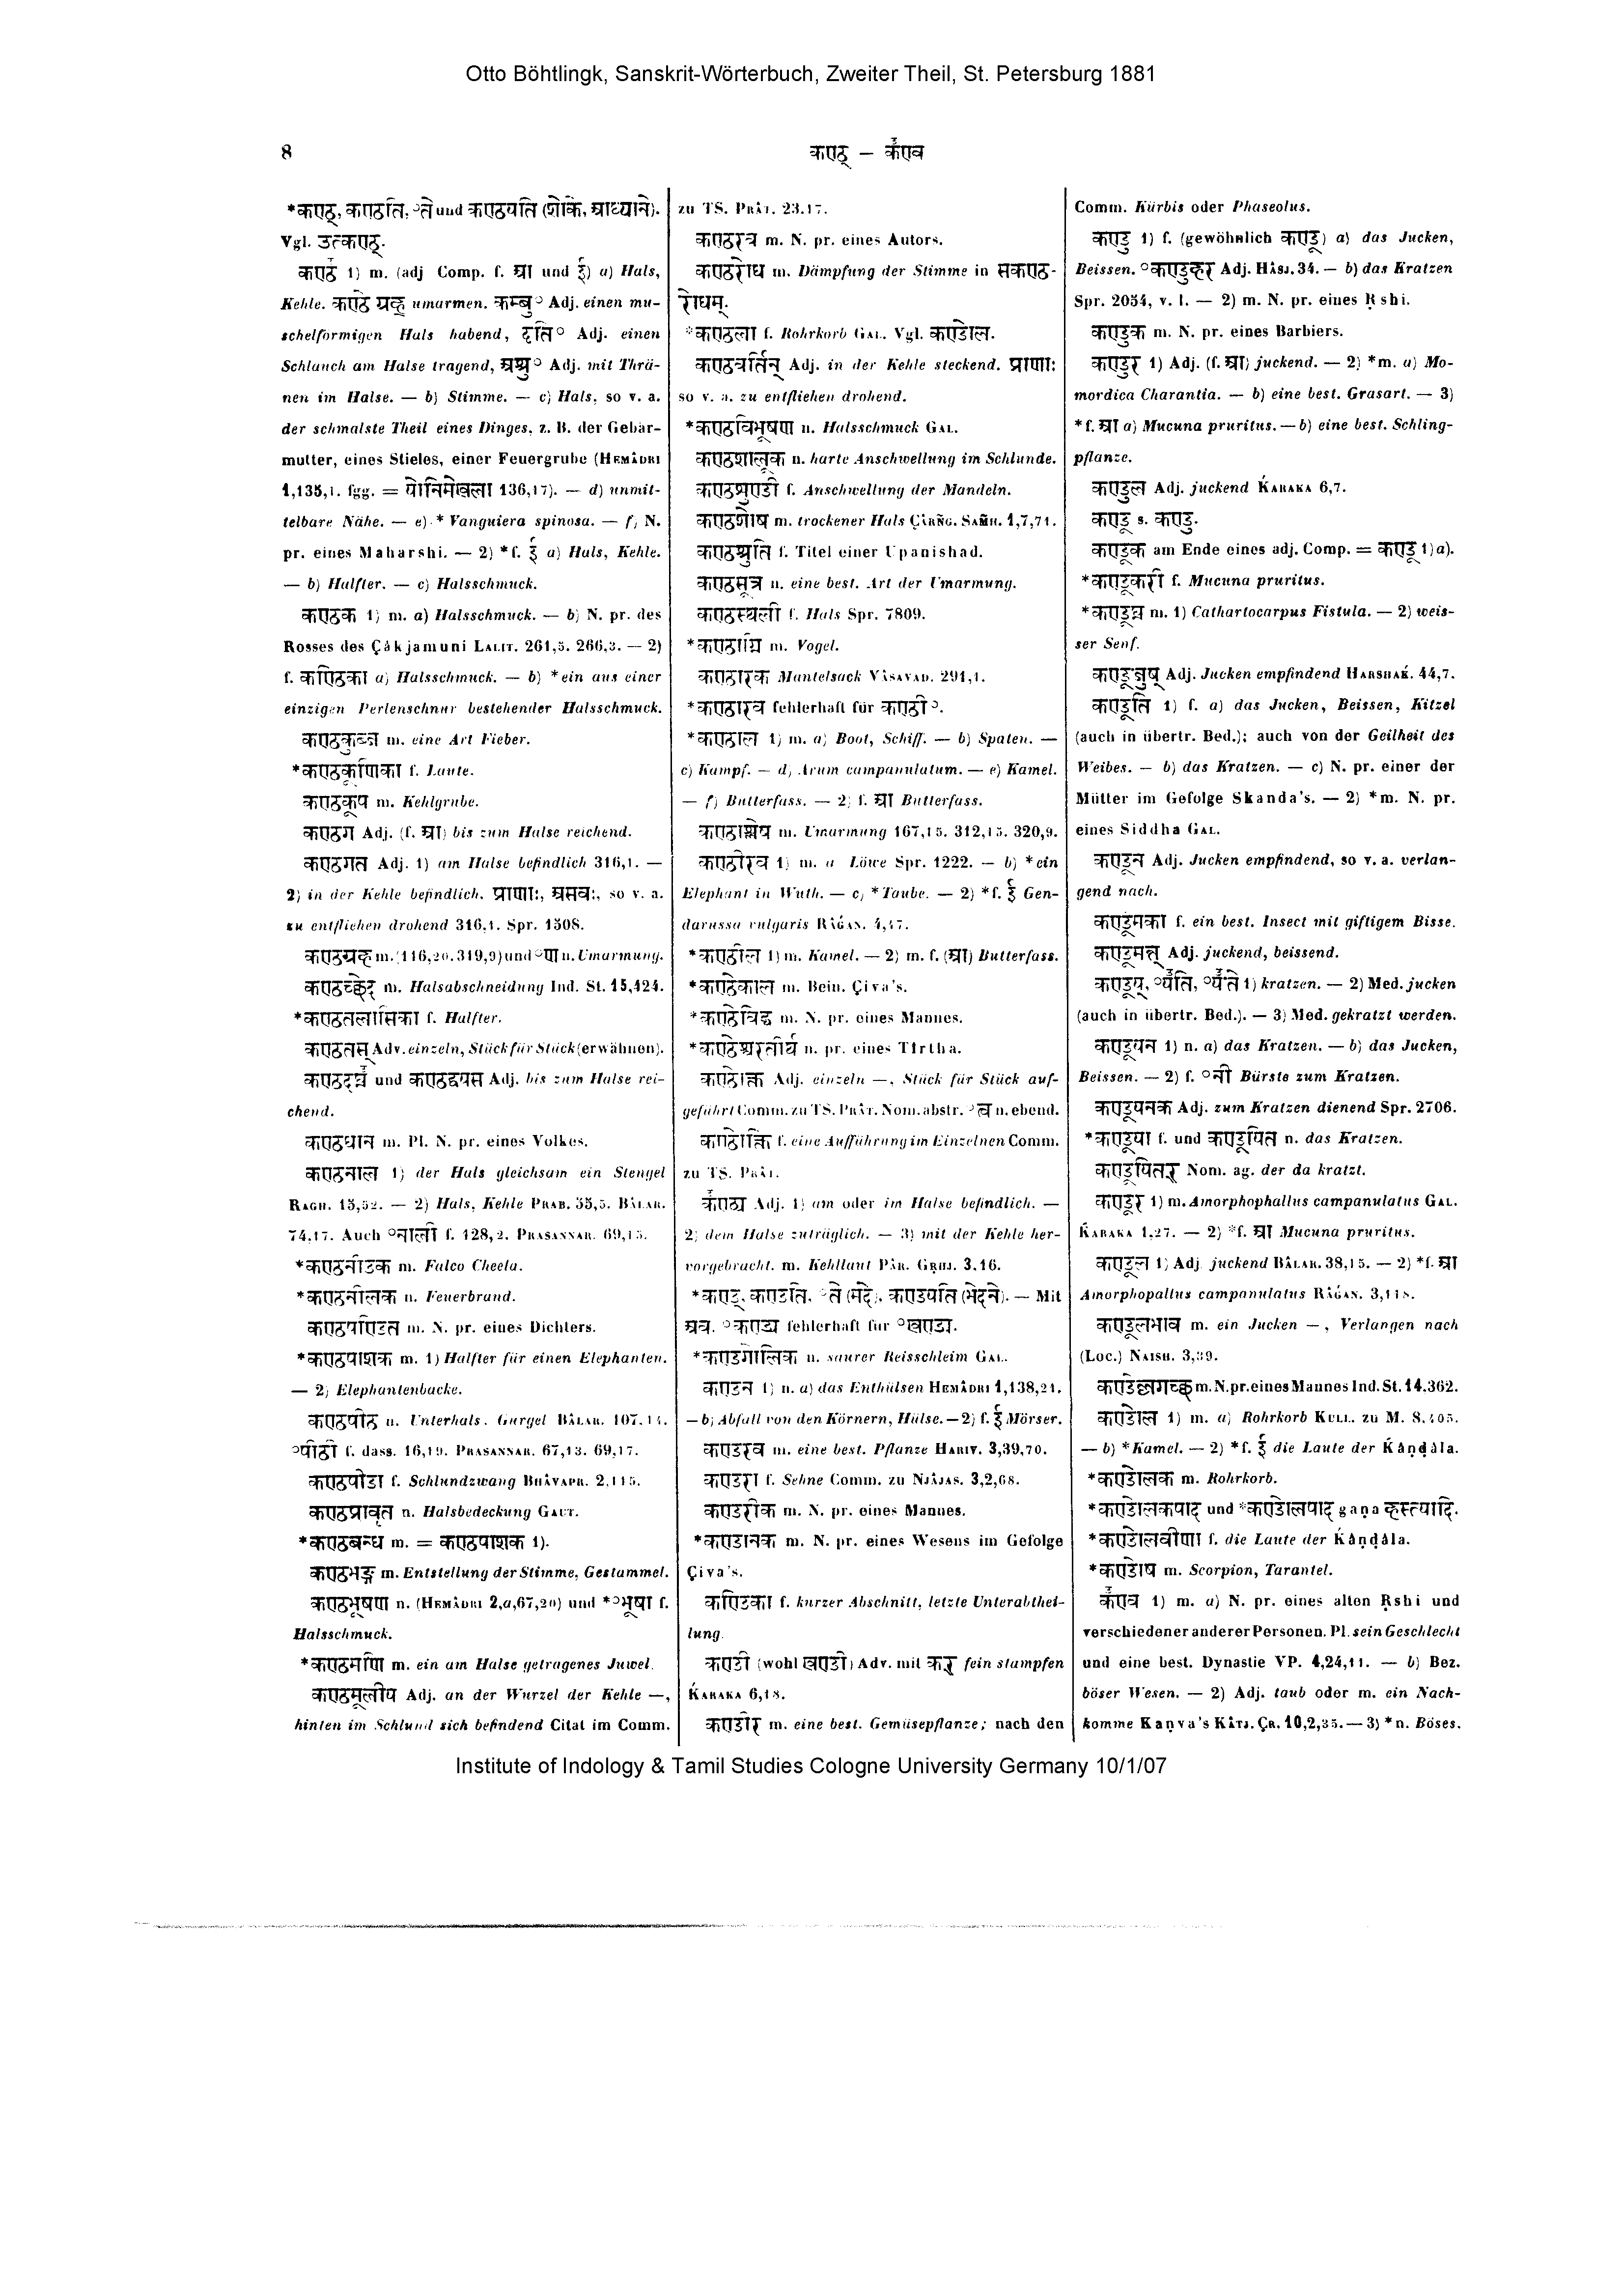 Otto Böhtlingk, Sanskrit-Wörterbuch, Zweiter Theil, St. Petersburg 1881
8
कण्ठ् — कँण्व
*कण्ठ्, कण्ठति, °ते und कण्ठयति (शोके, आध्याने).
Vgl. उत्कण्ठ्.
कण्ठ 1) m. (adj Comp. f. आ und ई) a) Hals,
Kehle. कण्ठे ग्रह् umarmen. कम्बु° Adj. einen mu-
schelförmigen Hals habend, दृति° Adj. einen
Schlauch am Halse tragend, अश्रु° Adj. mit Thrä-
nen im Halse. — b) Stimme. — c) Hals, so v. a.
der schmalste Theil eines Dinges, z. B. der Gebär-
mutter, eines Stieles, einer Feuergrube (Hemâdri
1,135,1. fgg. = योनिमेखला 136,17). — d) unmit-
telbare Nähe. — e) * Vanguiera spinosa. — f) N.
pr. eines Maharshi. — 2) *f. ई a) Hals, Kehle.
— b) Halfter. — c) Halsschmuck.
कण्ठक 1) m. a) Halsschmuck. — b) N. pr. des
Rosses des Çâkjamuni Lalit. 261,5. 266,3. — 2)
f. कण्ठिका a) Halsschmuck. — b) *ein aus einer
einzigen Perlenschnur bestehender Halsschmuck.
कण्ठकुब्ज m. eine Art Fieber.
*कण्ठकूणिका f. Laute.
कण्ठकूप m. Kehlgrube.
कण्ठग Adj. (f. आ) bis zum Halse reichend.
कण्ठगत Adj. 1) am Halse befindlich 316,1. —
2) in der Kehle befindlich. प्राणाः, असवः, so v. a.
zu entfliehen drohend 316,1. Spr. 1508.
कण्ठग्रह m. (116,20. 319,9) und °ण n. Umarmung.
कण्ठच्छेद m. Halsabschneidung Ind. St. 15,424.
*कण्ठतलासिका f. Halfter.
कण्ठतस् Adv. einzeln, Stück für Stück (erwähnen).
कण्ठदघ्न und कण्ठद्वयस Adj. bis zum Halse rei-
chend.
कण्ठधान m. Pl. N. pr. eines Volkes.
कण्ठनाल 1) der Hals gleichsam ein Stengel
Ragh. 15,52. — 2) Hals, Kehle Prab. 55,5. Bâlar.
74,17. Auch °नाली f. 128,2. Prasannar. 69,15.
*कण्ठनीडक m. Falco Cheela.
*कण्ठनीलक n. Feuerbrand.
कण्ठपण्डित m. N. pr. eines Dichters.
*कण्ठपाशक m. 1) Halfter für einen Elephanten.
— 2) Elephantenbacke.
कण्ठपीठ n. Unterhals, Gurgel Bâlar. 107,14.
°पीठी f. dass. 16,19. Prasannar. 67,13. 69,17.
कण्ठपीडा f. Schlundzwang Bhâvapr. 2,115.
कण्ठप्रावृत n. Halsbedeckung Gaut.
*कण्ठबन्ध m. = कण्ठपाशक 1).
कण्ठभङ्ग m. Entstellung der Stimme, Gestammel.
कण्ठभूषण n. (Hemâdri 2,a,67,20) und *°भूषा f.
Halsschmuck.
*कण्ठमणि m. ein am Halse getragenes Juwel.
कण्ठमूलीय Adj. an der Wurzel der Kehle —,
hinten im Schlund sich befindend Citat im Comm.
zu TS. Prât. 23,17.
कण्ठरव m. N. pr. eines Autors.
कण्ठरोध m. Dämpfung der Stimme in सकण्ठ-
रोधम्.
*कण्ठला f. Rohrkorb Gal. Vgl. कण्डोल.
कण्ठवर्तिन् Adj. in der Kehle steckend. प्राणाः
so v. a. zu entfliehen drohend.
*कण्ठविभूषण n. Halsschmuck Gal.
कण्ठशालूक n. harte Anschwellung im Schlunde.
कण्ठशुण्डी f. Anschwellung der Mandeln.
कण्ठशोष m. trockener Hals Çârñg. Saṁh. 1,7,71.
कण्ठश्रुति f. Titel einer Upanishad.
कण्ठसूत्र n. eine best. Art der Umarmung.
कण्ठस्थली f. Hals Spr. 7809.
*कण्ठाग्नि m. Vogel.
कण्ठारक Mantelsack Vâsavad. 291,1.
*कण्ठारव fehlerhaft für कण्ठी°.
*कण्ठाल 1) m. a) Boot, Schiff. — b) Spaten. —
c) Kampf. — d) Arum campanulatum. — e) Kamel.
— f) Butterfass. — 2) f. आ Butterfass.
कण्ठाश्लेष m. Umarmung 167,15. 312,15. 320,9.
कण्ठीरव 1) m. a Löwe Spr. 1222. — b) *ein
Elephant in Wuth. — c) *Taube. — 2) *f. ई Gen-
darussa vulgaris Râgan. 4,47.
*कण्ठील 1) m. Kamel. — 2) m. f. (आ) Butterfass.
*कण्ठेकाल m. Bein. Çiva's.
*कण्ठेविद्ध m. N. pr. eines Mannes.
*कण्ठेश्वरतीर्थ n. pr. eines Tîrtha.
कण्ठोक्त Adj. einzeln —, Stück für Stück auf-
geführt Comm. zu TS. Prât. Nom. abstr. °त्व n. ebend.
कण्ठोक्ति f. eine Aufführung im Einzelnen Comm.
zu TS. Prât.
कँण्ठ्य Adj. 1) am oder im Halse befindlich. —
2) dem Halse zuträglich. — 3) mit der Kehle her-
vorgebracht. m. Kehllaut Pâr. Gṛhj. 3,16.
*कण्ड्, कण्डति, °ते (मदे), कण्डयति (भेदने). — Mit
अव, °कण्ड्य fehlerhaft für °खण्ड्य.
*कण्डगोलिक n. saurer Reisschleim Gal.
कण्डन 1) n. a) das Enthülsen Hemâdri 1,138,21.
— b) Abfall von den Körnern, Hülse. — 2) f. ई Mörser.
कण्डरव m. eine best. Pflanze Hariv. 3,39,70.
कण्डरा f. Sehne Comm. zu Njâjas. 3,2,68.
कण्डरीक m. N. pr. eines Mannes.
*कण्डानक m. N. pr. eines Wesens im Gefolge
Çiva's.
कण्डिका f. kurzer Abschnitt, letzte Unterabthei-
lung.
कण्डी (wohl खण्डी) Adv. mit कर् fein stampfen
Karaka 6,18.
कण्डीर m. eine best. Gemüsepflanze; nach den
Comm. Kürbis oder Phaseolus.
कण्डु 1) f. (gewöhnlich कण्डू) a) das Jucken,
Beissen. °कण्डुकर Adj. Hâsj. 34. — b) das Kratzen
Spr. 2054, v. l. — 2) m. N. pr. eines Ṛshi.
कण्डुक m. N. pr. eines Barbiers.
कण्डुर 1) Adj. (f. आ) juckend. — 2) *m. a) Mo-
mordica Charantia. — b) eine best. Grasart. — 3)
*f. आ a) Mucuna pruritus. — b) eine best. Schling-
pflanze.
कण्डुल Adj. juckend Karaka 6,7.
कण्डू s. कण्डु.
कण्डूक am Ende eines adj. Comp. = कण्डू 1) a).
*कण्डूकरी f. Mucuna pruritus.
*कण्डूघ्न m. 1) Cathartocarpus Fistula. — 2) weis-
ser Senf.
कण्डूजुष् Adj. Jucken empfindend Harshak. 44,7.
कण्डूति 1) f. a) das Jucken, Beissen, Kitzel
(auch in übertr. Bed.); auch von der Geilheit des
Weibes. — b) das Kratzen. — c) N. pr. einer der
Mütter im Gefolge Skanda's. — 2) *m. N. pr.
eines Siddha Gal.
कण्डून Adj. Jucken empfindend, so v. a. verlan-
gend nach.
कण्डूमका f. ein best. Insect mit giftigem Bisse.
कण्डूमत् Adj. juckend, beissend.
कण्डूय्, °यँति, °यँते 1) kratzen. — 2) Med. jucken
(auch in übertr. Bed.). — 3) Med. gekratzt werden.
कण्डूयन 1) n. a) das Kratzen. — b) das Jucken,
Beissen. — 2) f. °नी Bürste zum Kratzen.
कण्डूयनक Adj. zum Kratzen dienend Spr. 2706.
*कण्डूया f. und कण्डूयित n. das Kratzen.
कण्डूयितर् Nom. ag. der da kratzt.
कण्डूर 1) m. Amorphophallus campanulatus Gal.
Karaka 1,27. — 2) *f. आ Mucuna pruritus.
कण्डूल 1) Adj. juckend Bâlar. 38,15. — 2) *f. आ
Amorphopallus campanulatus Râgan. 3,118.
कण्डूलभाव m. ein Jucken —, Verlangen nach
(Loc.) Naish. 3,39.
m. N. pr. eines Mannes Ind. St. 14,362.
कण्डोल 1) m. a) Rohrkorb Kull. zu M. 8,405.
— b) *Kamel. — 2) *f. ई die Laute der Kâṇḍâla.
*कण्डोलक m. Rohrkorb.
*कण्डोलकपाद und *कण्डोलपाद gaṇa हस्त्यादि.
*कण्डोलवीणा f. die Laute der Kâṇḍâla.
*कण्डोष m. Scorpion, Tarantel.
कँण्व 1) m. a) N. pr. eines alten Ṛshi und
verschiedener anderer Personen. Pl. sein Geschlecht
und eine best. Dynastie VP. 4,24,11. — b) Bez.
böser Wesen. — 2) Adj. taub oder m. ein Nach-
komme Kaṇva's Kâtj. Çr. 10,2,35. — 3) *n. Böses.
Institute of Indology & Tamil Studies Cologne University Germany 10/1/07